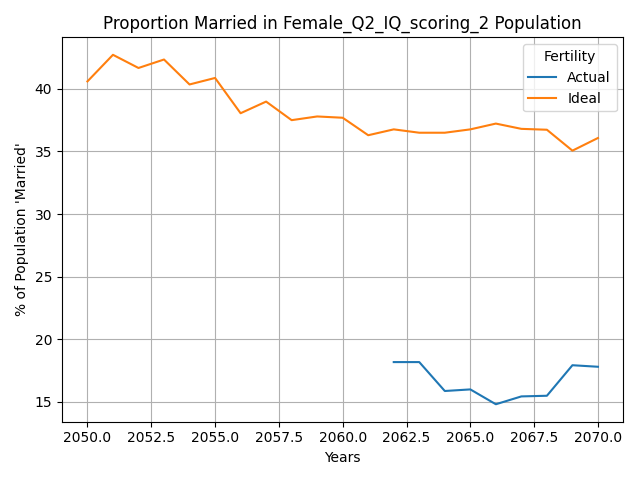 Proportion Married in Female_Q2_IQ_scoring_2 Population
Fertility
Actual
Ideal
% of Population 'Married'
40
35
30
25
20
15
2050.0 2052.5 2055.0 2057.5 2060.0 2062.5 2065.0 2067.5 2070.0
Years